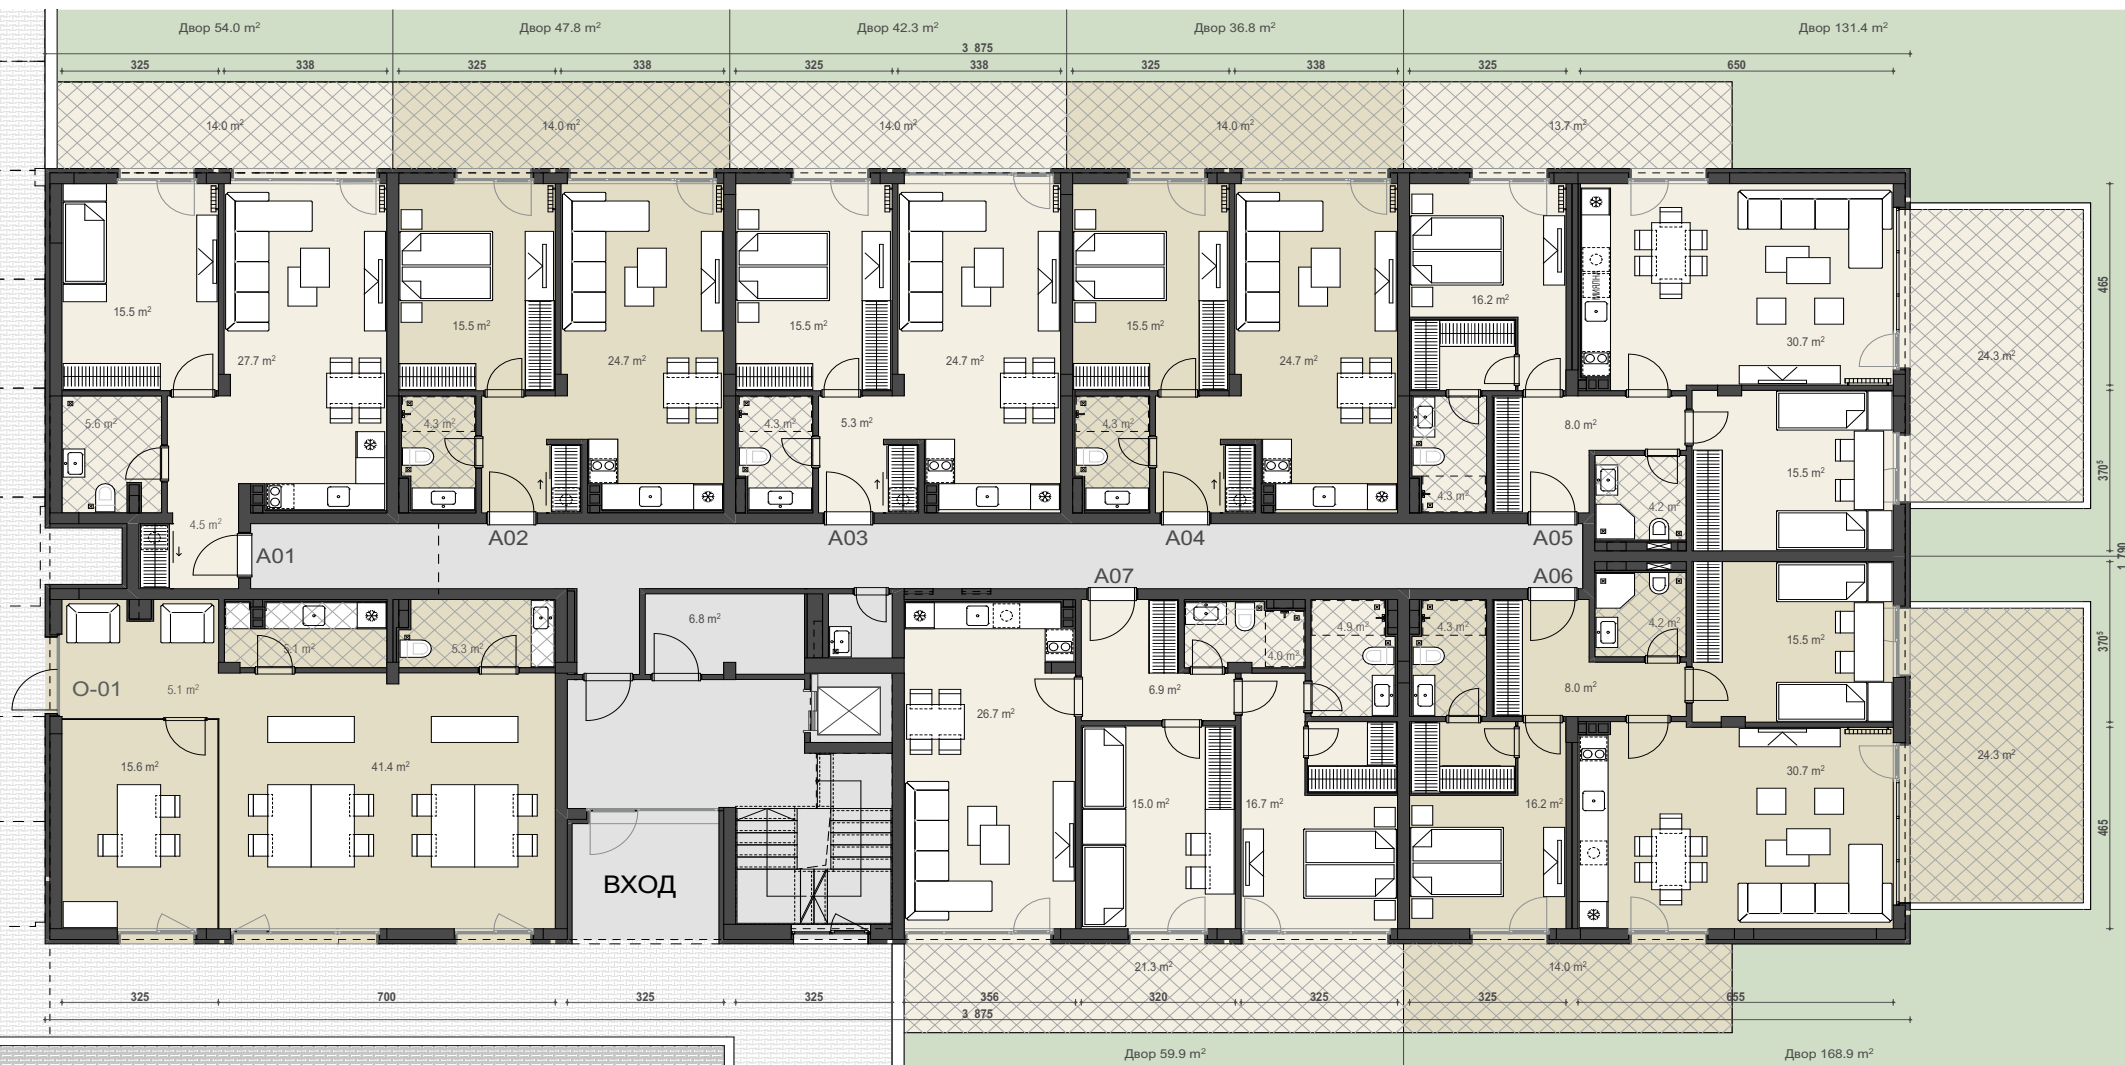 Двор 54.0 m²
Двор 47.8 m²
Двор 42.3 m²
Двор 36.8 m²
Двор 131.4 m²
3 875
325
338
325
338
325
338
325
338
325
650
14.0 m²
14.0 m²
14.0 m²
14.0 m²
13.7 m²
15.5 m²
27.7 m²
15.5 m²
24.7 m²
15.5 m²
24.7 m²
15.5 m²
24.7 m²
16.2 m²
30.7 m²
24.3 m²
465
5.6 m²
4.3 m²
4.3 m²
5.3 m²
4.3 m²
4.3 m²
8.0 m²
4.2 m²
15.5 m²
370⁵
4.5 m²
A01
A02
A03
A04
A05
A06
A07
1 790
O-01
5.1 m²
5.1 m²
5.3 m²
6.8 m²
26.7 m²
6.9 m²
4.0 m²
4.9 m²
4.3 m²
8.0 m²
4.2 m²
15.5 m²
370⁵
15.6 m²
41.4 m²
15.0 m²
16.7 m²
16.2 m²
30.7 m²
24.3 m²
465
ВХОД
21.3 m²
14.0 m²
325
700
325
325
356
320
325
325
655
3 875
Двор 59.9 m²
Двор 168.9 m²